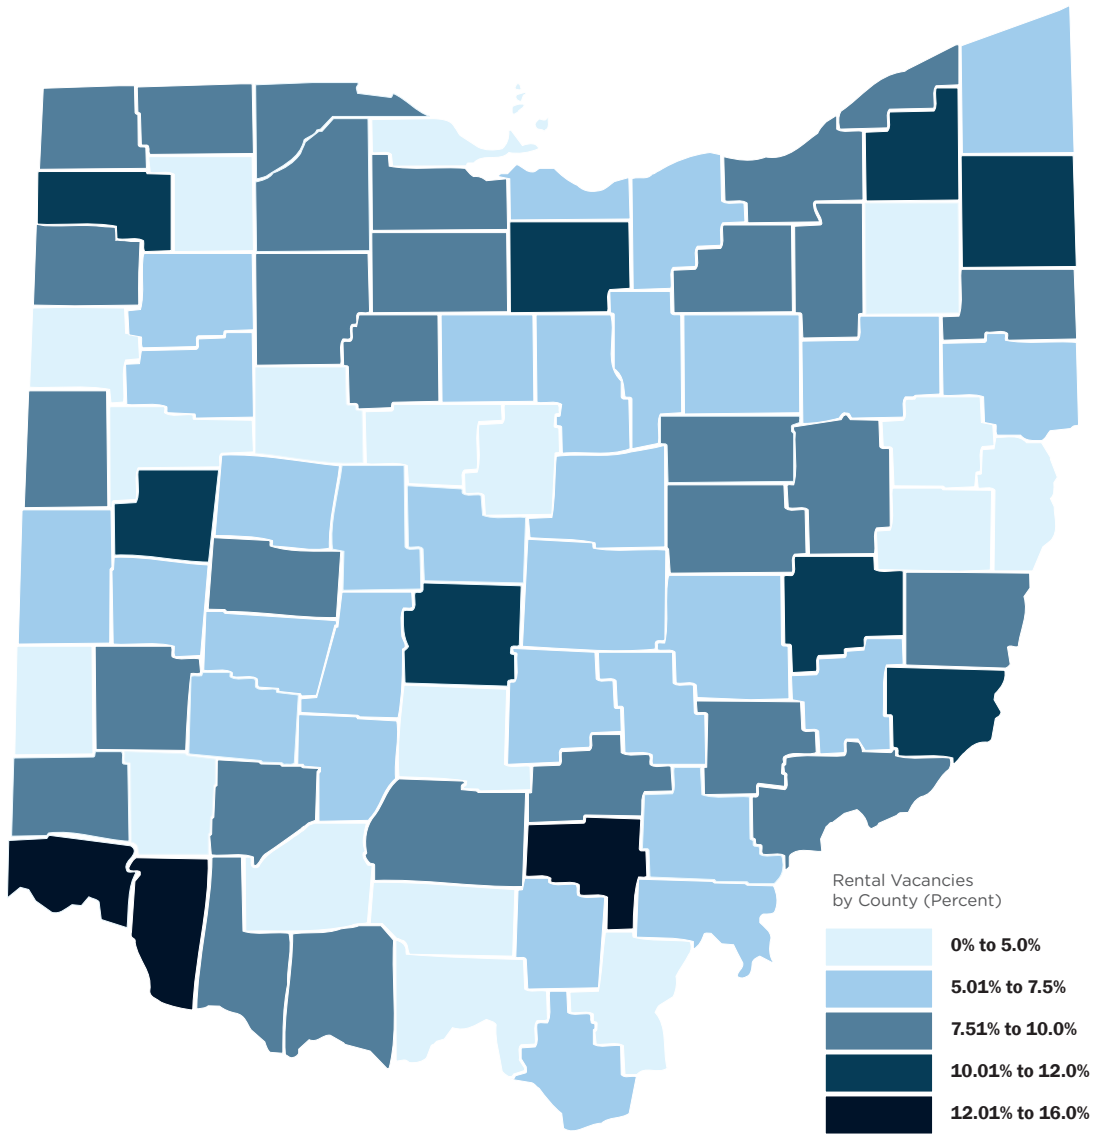 Rental Vacancies
by County (Percent)
0% to 5.0%
5.01% to 7.5%
7.51% to 10.0%
10.01% to 12.0%
12.01% to 16.0%